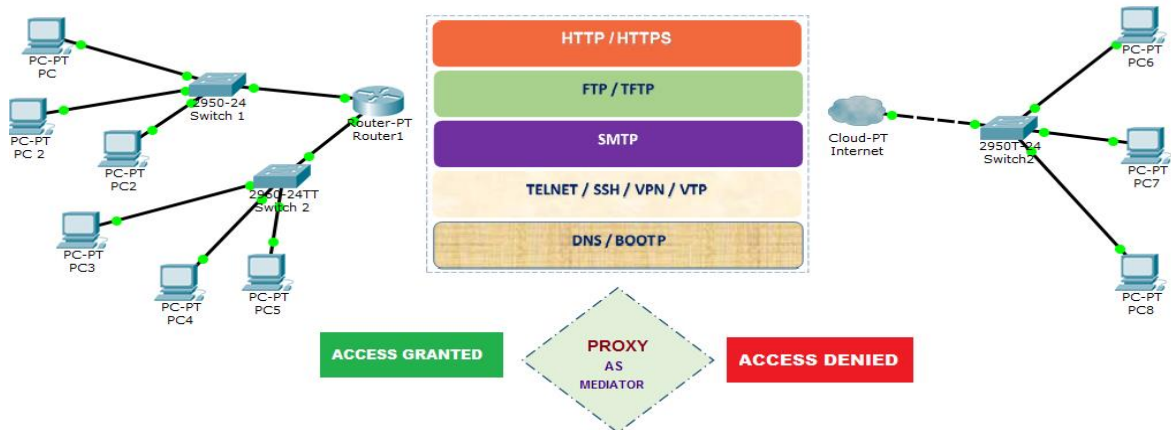 PC-PT
PC
PC-PT
PC 2
PC-PT
PC2
2950-24
Switch 1
Router-PT
Router1
2960-24TT
Switch 2
PC-PT
PC3
PC-PT
PC4
PC-PT
PC5
HTTP / HTTPS
FTP / TFTP
SMTP
TELNET / SSH / VPN / VTP
DNS / BOOTP
ACCESS GRANTED
PROXY
AS
MEDIATOR
ACCESS DENIED
Cloud-PT
Internet
2950T-24
Switch2
PC-PT
PC6
PC-PT
PC7
PC-PT
PC8